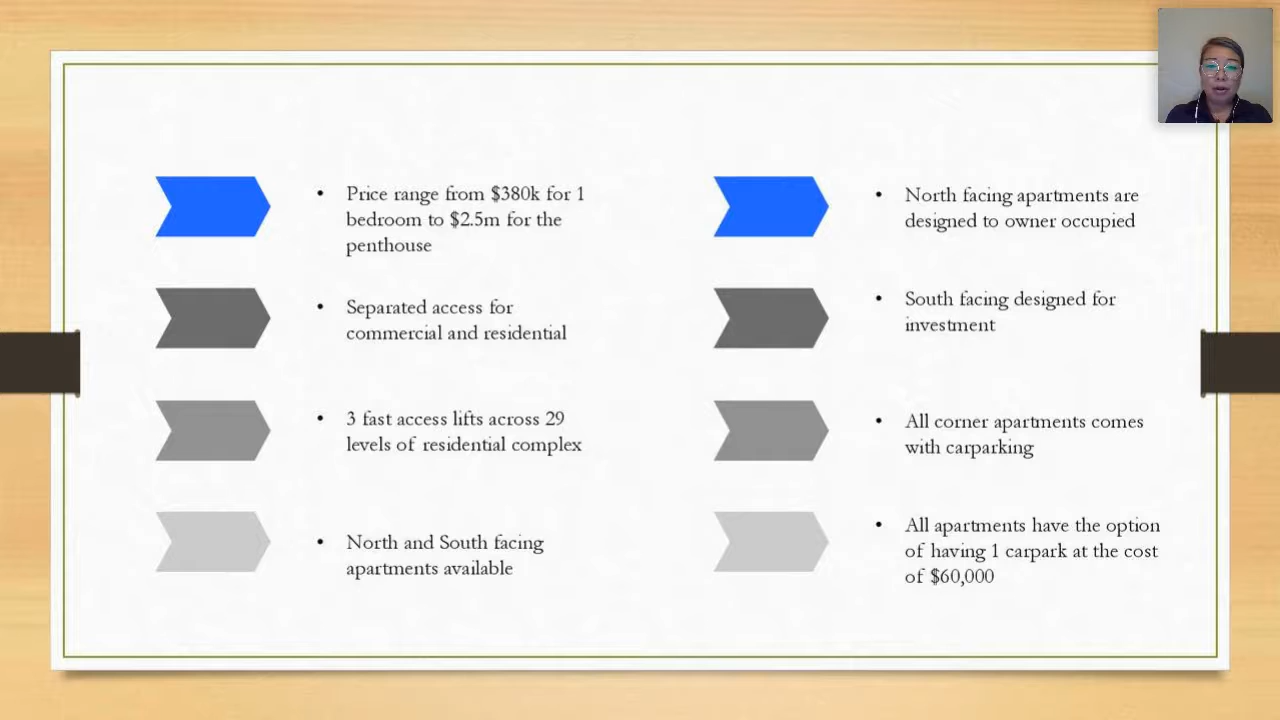 • Price range from $380k for 1
bedroom to $2.5m for the
penthouse
• Separated access for
commercial and residential
• 3 fast access lifts across 29
levels of residential complex
• North and South facing
apartments available
• North facing apartments are
designed to owner occupied
• South facing designed for
investment
• All corner apartments comes
with carparking
• All apartments have the option
of having 1 carpark at the cost
of $60,000